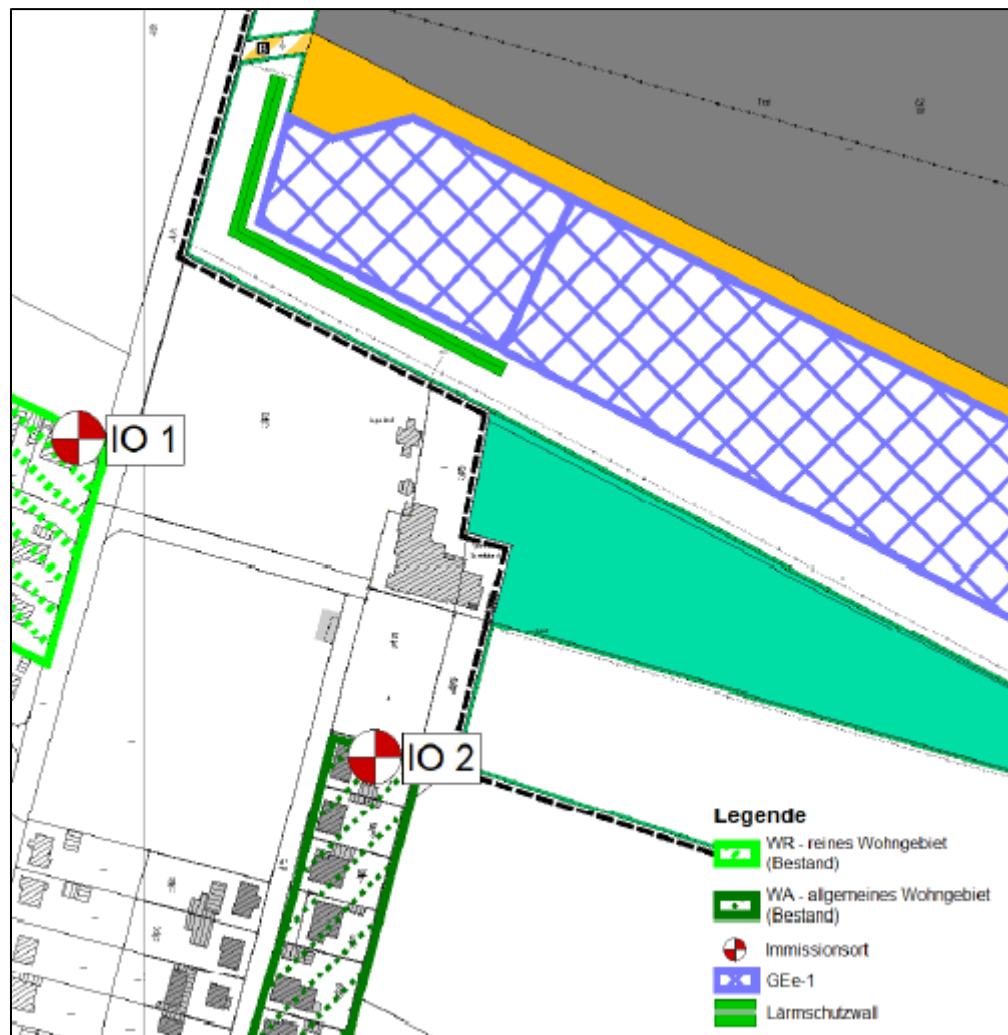 B
IO 1
IO 2
Legende
WR - reines Wohngebiet
(Bestand)
WA - allgemeines Wohngebiet
(Bestand)
Immissionsort
GEe-1
Lärmschutzwall